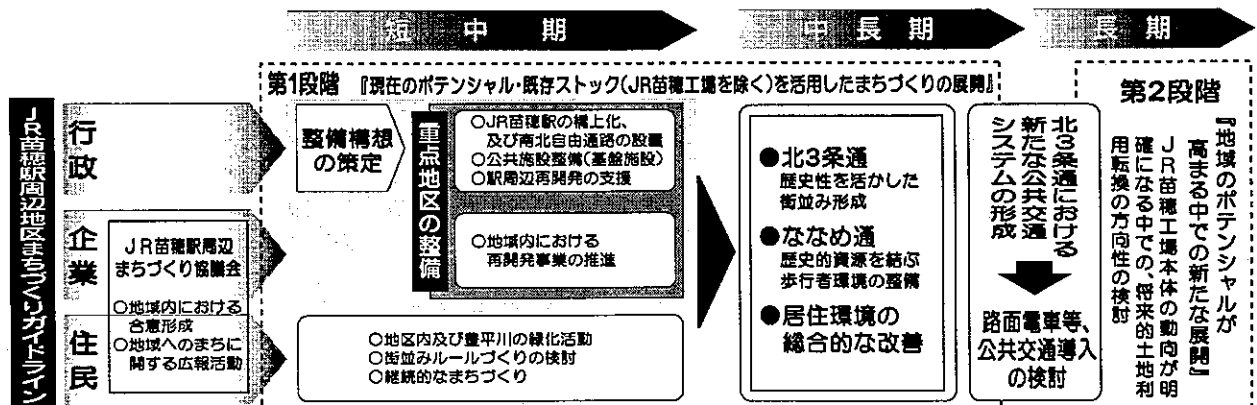 短中期
中長期
長期
JR苗穂駅周辺地区まちづくりガイドライン
行政
企業
住民
JR苗穂駅周辺
まちづくり協議会
○地域内における
合意形成
○地域へのまちに
関する広報活動
第1段階 『現在のポテンシャル・既存ストック(JR苗穂工場を除く)を活用したまちづくりの展開』
整備構想
の策定
重点地区の整備
○JR苗穂駅の橋上化、
及び南北自由通路の設置
○公共施設整備(基盤施設)
○駅周辺再開発の支援
○地域内における
再開発事業の推進
○地区内及び豊平川の緑化活動
○街並みルールづくりの検討
○継続的なまちづくり
●北3条通
歴史性を活かした
街並み形成
●ななめ通
歴史的資源を結ぶ
歩行者環境の整備
●居住環境の
総合的な改善
北3条通における
新たな公共交通
システムの形成
路面電車等、
公共交通導入
の検討
第2段階
『地域のポテンシャルが
高まる中での新たな展開』
JR苗穂工場本体の動向が明
確になる中での、将来的土地利
用転換の方向性の検討